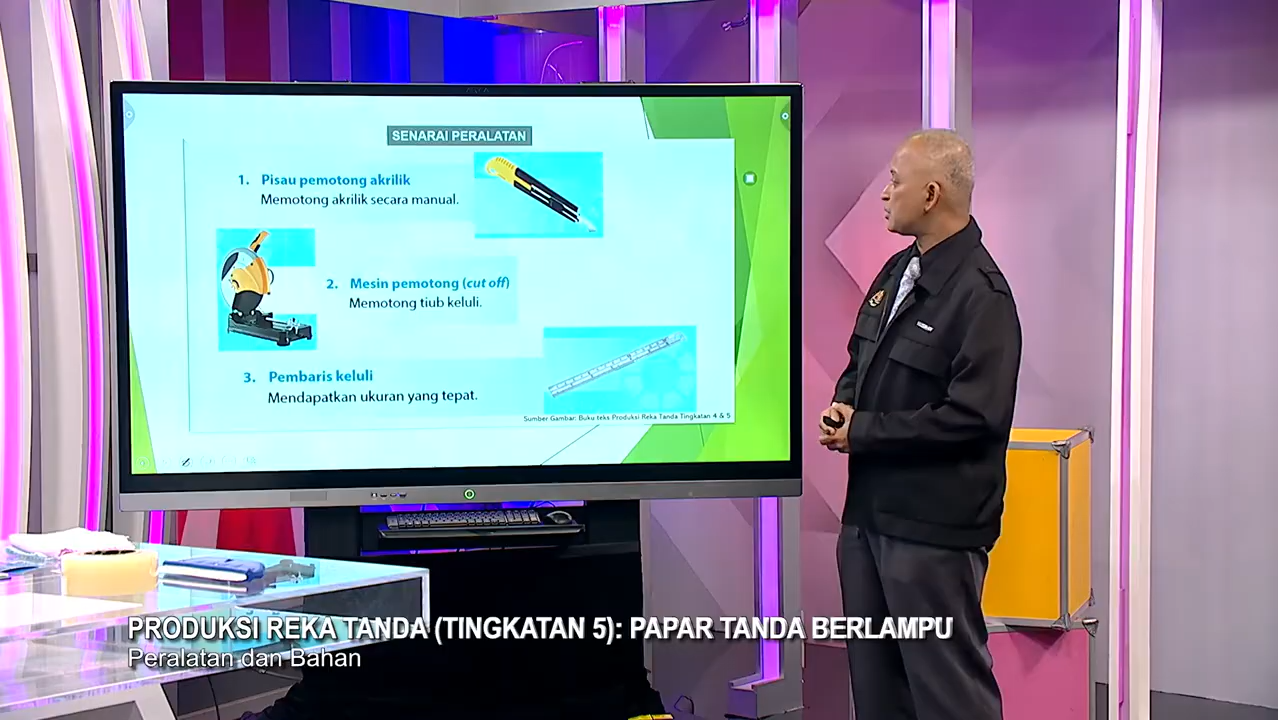 SENARAI PERALATAN
1. Pisau pemotong akrilik
Memotong akrilik secara manual.
2. Mesin pemotong (cut off)
Memotong tiub keluli.
3. Pembaris keluli
Mendapatkan ukuran yang tepat.
Sumber Gambar: Buku teks Produksi Reka Tanda Tingkatan 4 & 5
PRODUKSI REKA TANDA (TINGKATAN 5): PAPAR TANDA BERLAMPU
Peralatan dan Bahan